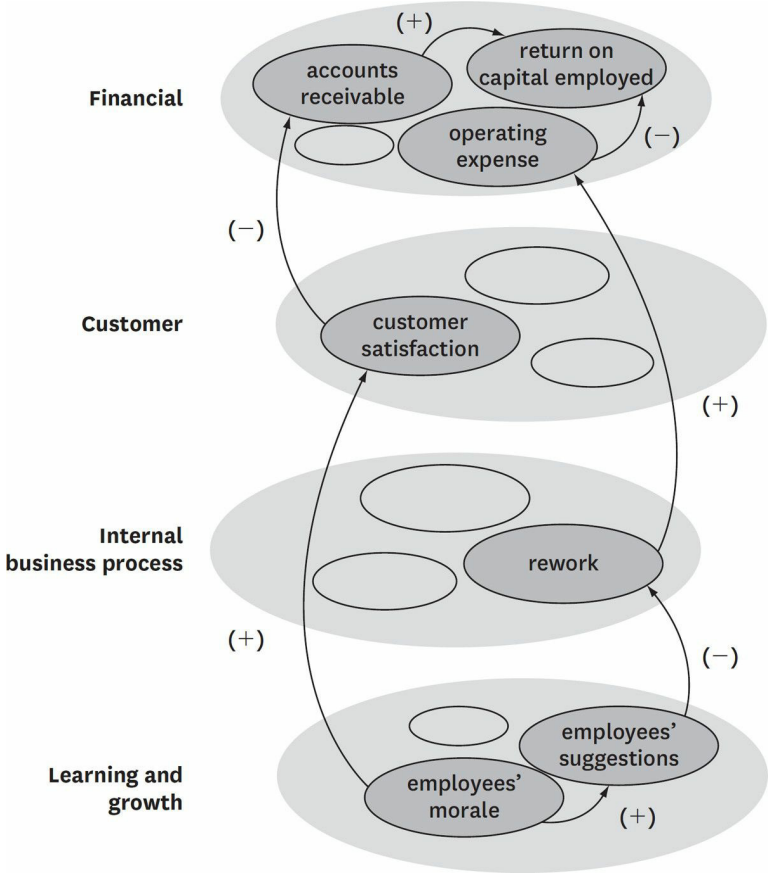 (+)
accounts
receivable
return on
capital employed
Financial
operating
expense
(−)
(−)
Customer
customer
satisfaction
(+)
Internal
business process
rework
(+)
(−)
Learning and
growth
employees’
suggestions
employees’
morale
(+)